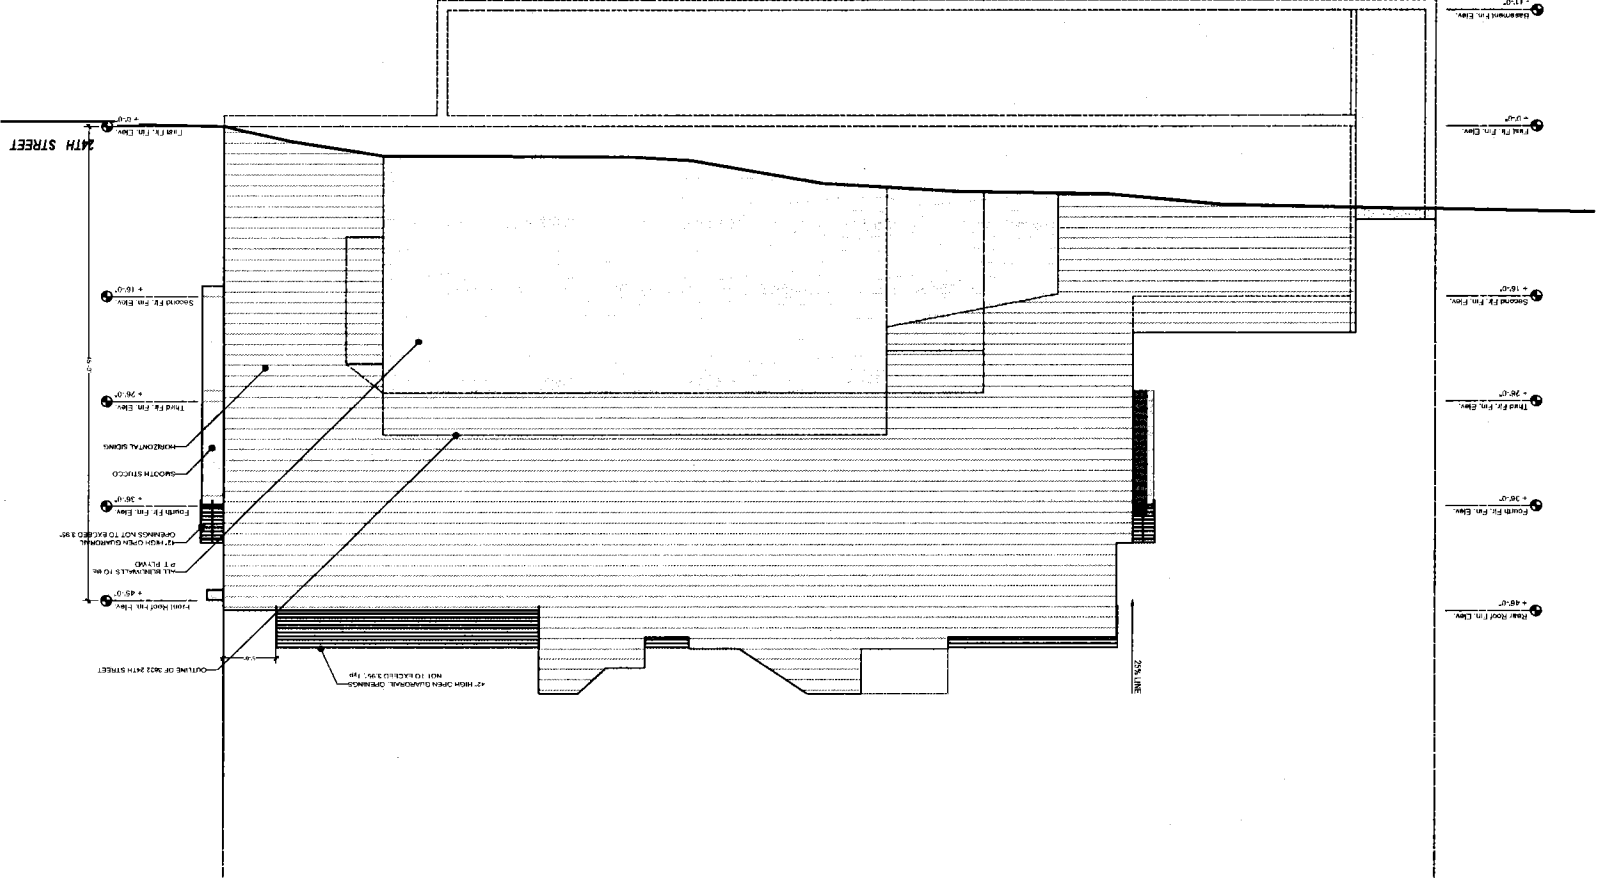 25% LINE
Rear Roof Fin. Elev.
+ 46'-0"
Fourth Flr. Fin. Elev.
+ 36'-0"
Third Flr. Fin. Elev.
+ 26'-0"
Second Flr. Fin. Elev.
+ 16'-0"
First Flr. Fin. Elev.
+ 0'-0"
Basement Fin. Elev.
42" HIGH OPEN GUARDRAIL, OPENINGS
NOT TO EXCEED 3.95", Typ
OUTLINE OF 3622 24TH STREET
Front Roof Fin. Elev.
+ 45'-0"
ALL BLIND WALLS TO BE
P.T. PLYWD
42" HIGH OPEN GUARDRAIL
OPENINGS NOT TO EXCEED 3.95"
Fourth Flr. Fin. Elev.
+ 36'-0"
SMOOTH STUCCO
HORIZONTAL SIDING
Third Flr. Fin. Elev.
+ 26'-0"
Second Flr. Fin. Elev.
+ 16'-0"
24TH STREET
First Flr. Fin. Elev.
+ 0'-0"